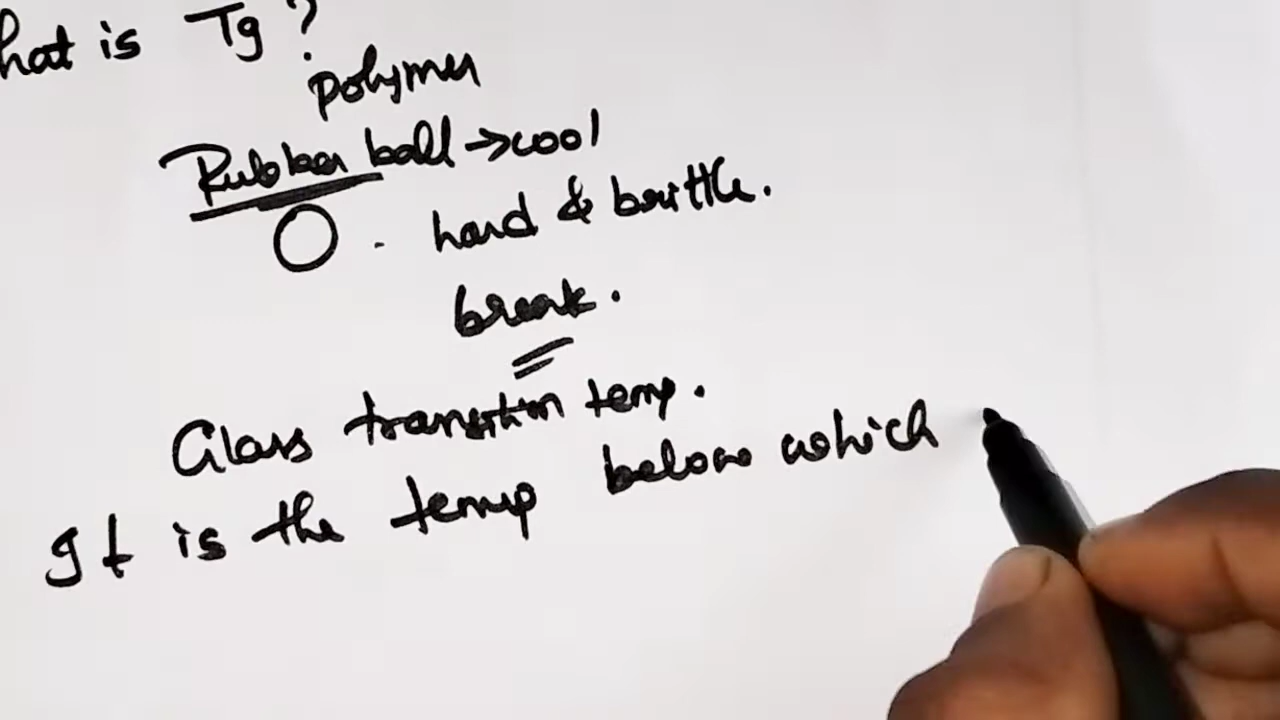 hat is Tg?
polymer
Rubber ball → cool
hard & brittle.
break.
Glass transition temp.
It is the temp below which